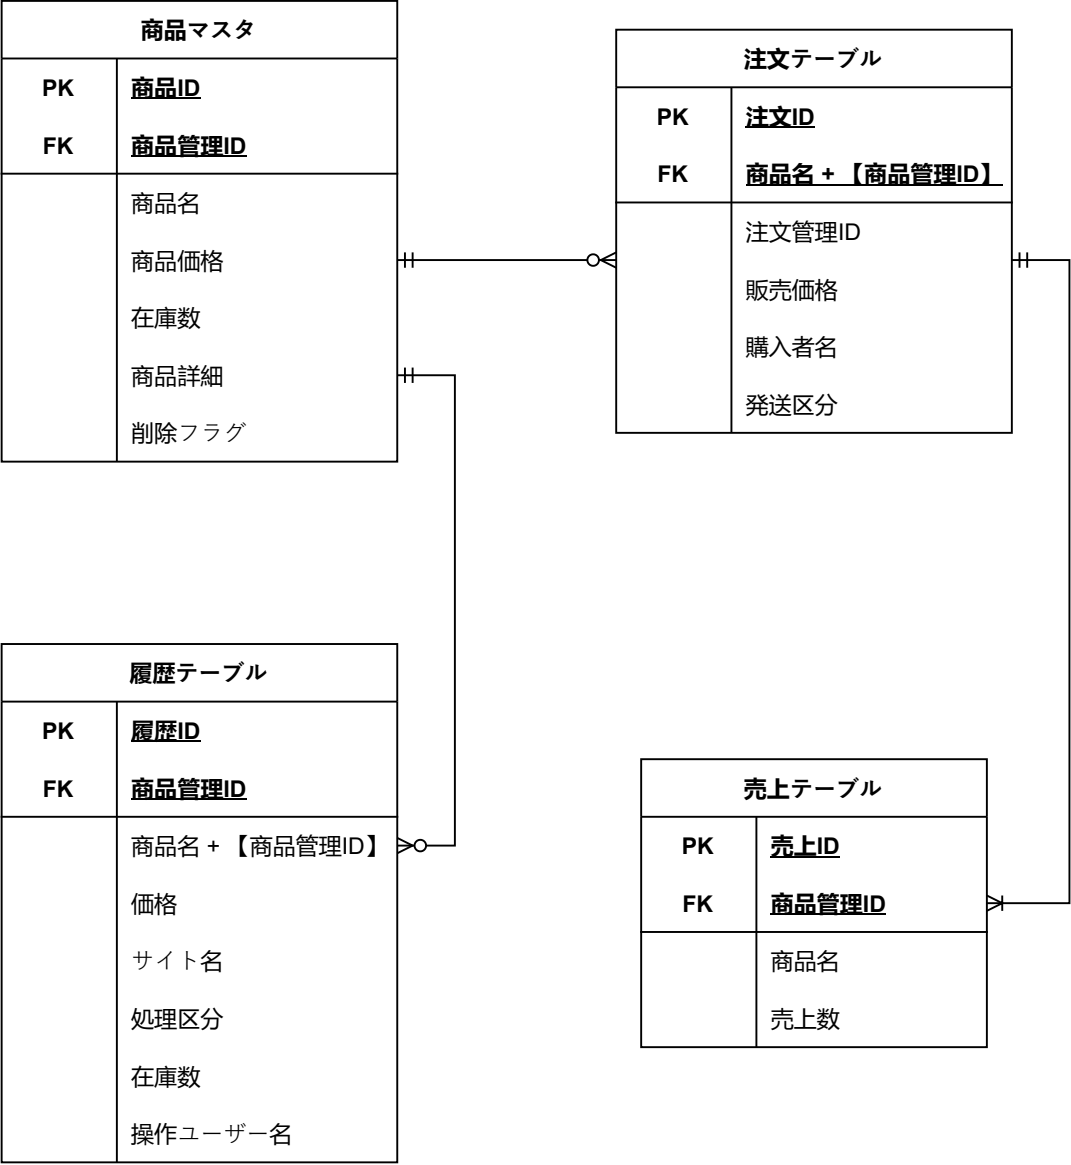 商品マスタ
PK 商品ID
FK 商品管理ID
商品名
商品価格
在庫数
商品詳細
削除フラグ
注文テーブル
PK 注文ID
FK 商品名 + 【商品管理ID】
注文管理ID
販売価格
購入者名
発送区分
履歴テーブル
PK 履歴ID
FK 商品管理ID
商品名 + 【商品管理ID】
価格
サイト名
処理区分
在庫数
操作ユーザー名
売上テーブル
PK 売上ID
FK 商品管理ID
商品名
売上数